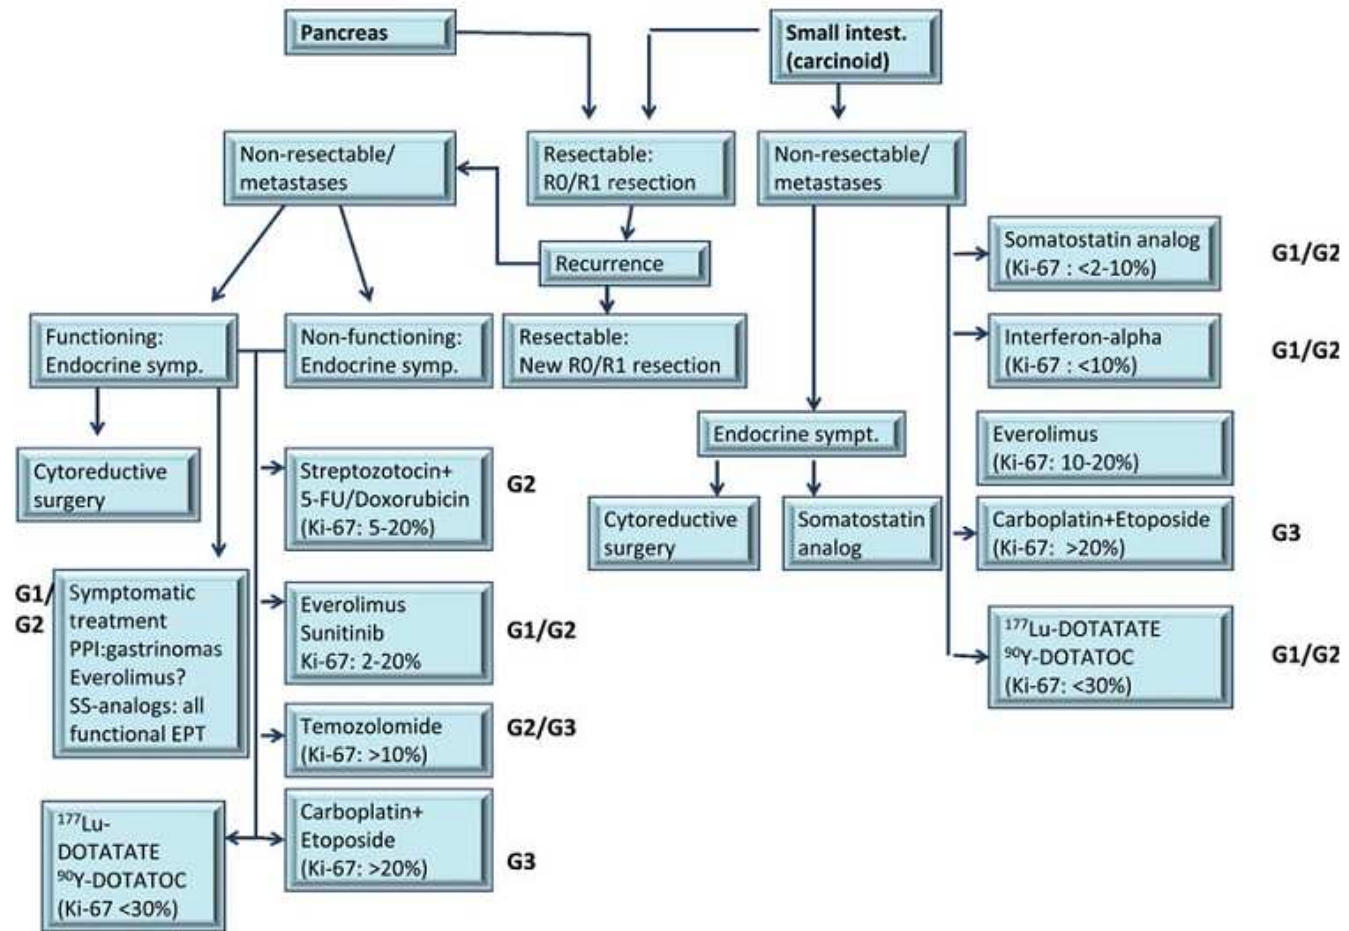 Pancreas
Small intest.
(carcinoid)
Non-resectable/
metastases
Resectable:
R0/R1 resection
Non-resectable/
metastases
Recurrence
Somatostatin analog
(Ki-67 : <2-10%)
G1/G2
Functioning:
Endocrine symp.
Non-functioning:
Endocrine symp.
Resectable:
New R0/R1 resection
Interferon-alpha
(Ki-67 : <10%)
G1/G2
Endocrine sympt.
Everolimus
(Ki-67: 10-20%)
Cytoreductive
surgery
Streptozotocin+
5-FU/Doxorubicin
(Ki-67: 5-20%)
G2
Cytoreductive
surgery
Somatostatin
analog
Carboplatin+Etoposide
(Ki-67: >20%)
G3
G1/
G2
Symptomatic
treatment
PPI:gastrinomas
Everolimus?
SS-analogs: all
functional EPT
Everolimus
Sunitinib
Ki-67: 2-20%
G1/G2
¹⁷⁷Lu-DOTATATE
⁹⁰Y-DOTATOC
(Ki-67: <30%)
G1/G2
Temozolomide
(Ki-67: >10%)
G2/G3
¹⁷⁷Lu-
DOTATATE
⁹⁰Y-DOTATOC
(Ki-67 <30%)
Carboplatin+
Etoposide
(Ki-67: >20%)
G3